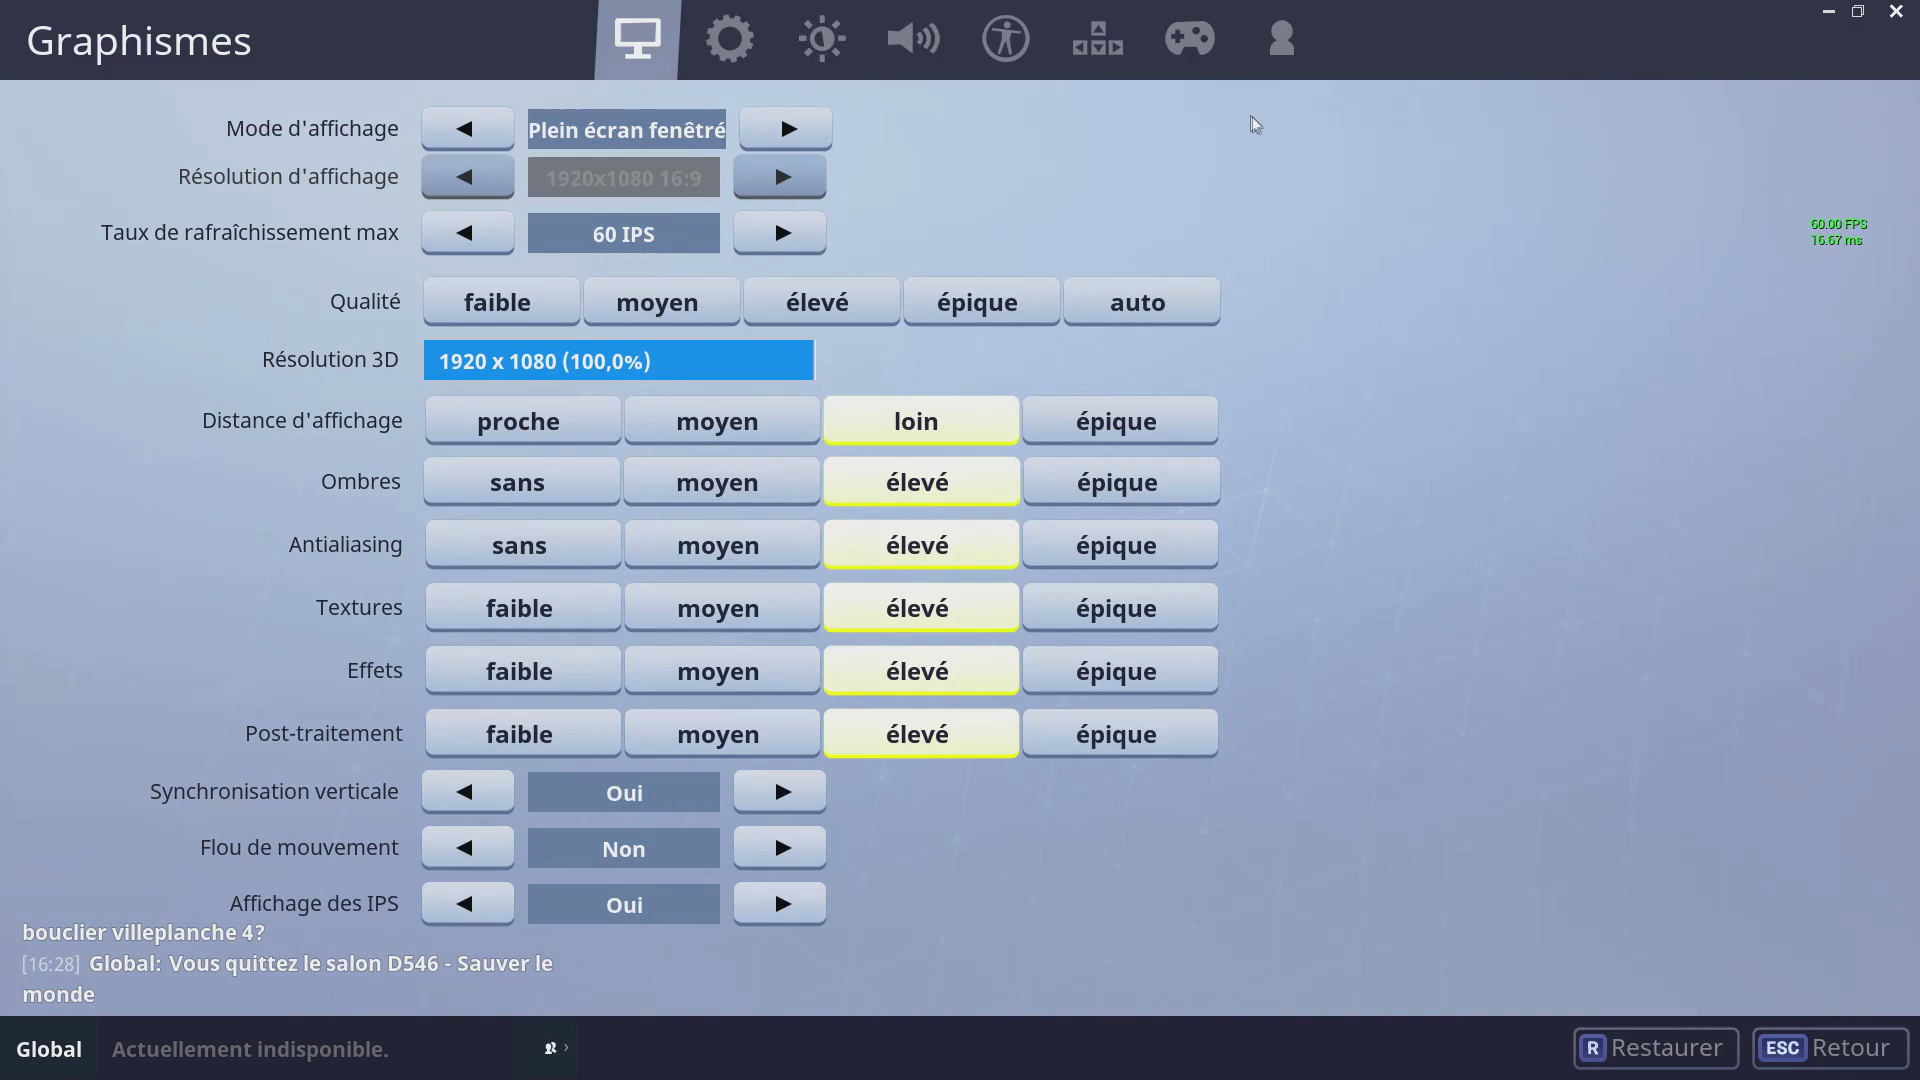 Graphismes
Mode d'affichage
Plein écran fenêtré
Résolution d'affichage
1920x1080 16:9
Taux de rafraîchissement max
60 IPS
60.00 FPS
16.67 ms
Qualité
faible moyen élevé épique auto
Résolution 3D
1920 x 1080 (100,0%)
Distance d'affichage
proche moyen loin épique
Ombres
sans moyen élevé épique
Antialiasing
sans moyen élevé épique
Textures
faible moyen élevé épique
Effets
faible moyen élevé épique
Post-traitement
faible moyen élevé épique
Synchronisation verticale
Oui
Flou de mouvement
Non
Affichage des IPS
Oui
bouclier villeplanche 4?
[16:28] Global: Vous quittez le salon D546 - Sauver le
monde
Global Actuellement indisponible.
R Restaurer
ESC Retour